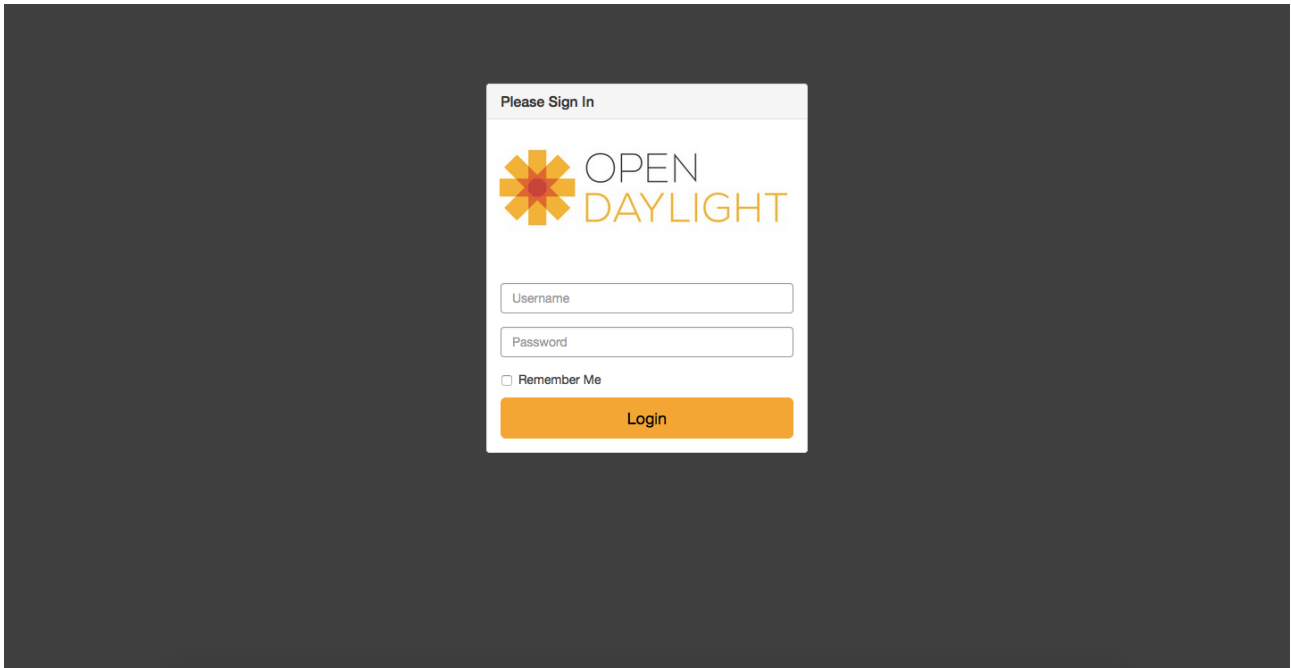 Please Sign In
OPEN
DAYLIGHT
Username
Password
Remember Me
Login